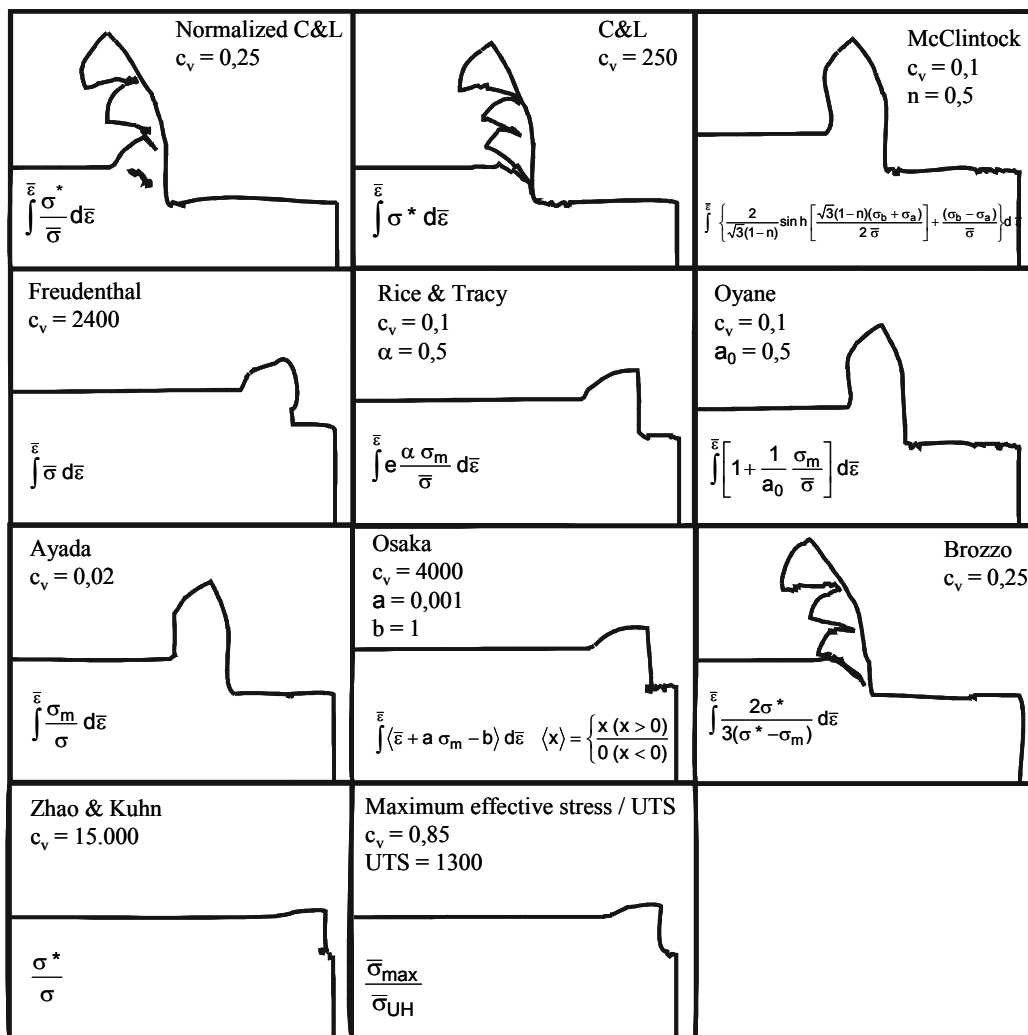 Normalized C&L
c_v = 0,25
∫^ε̅ σ*/σ̅ dε̅
C&L
c_v = 250
∫^ε̅ σ* dε̅
McClintock
c_v = 0,1
n = 0,5
∫^ε̅ {2/(√3(1−n)) sin h [√3(1−n)(σ_b + σ_a)/(2 σ̅)] + (σ_b − σ_a)/σ̅} d ε̅
Freudenthal
c_v = 2400
∫^ε̅ σ̅ dε̅
Rice & Tracy
c_v = 0,1
α = 0,5
∫^ε̅ e (α σ_m)/σ̅ dε̅
Oyane
c_v = 0,1
a_0 = 0,5
∫^ε̅ [1 + 1/a_0 σ_m/σ̅] dε̅
Ayada
c_v = 0,02
∫^ε̅ σ_m/σ dε̅
Osaka
c_v = 4000
a = 0,001
b = 1
∫^ε̅ ⟨ε̅ + a σ_m − b⟩ dε̅ ⟨x⟩ = { x (x > 0) / 0 (x < 0)
Brozzo
c_v = 0,25
∫^ε̅ 2σ*/(3(σ* −σ_m)) dε̅
Zhao & Kuhn
c_v = 15.000
σ*/σ
Maximum effective stress / UTS
c_v = 0,85
UTS = 1300
σ̅_max/σ̅_UH